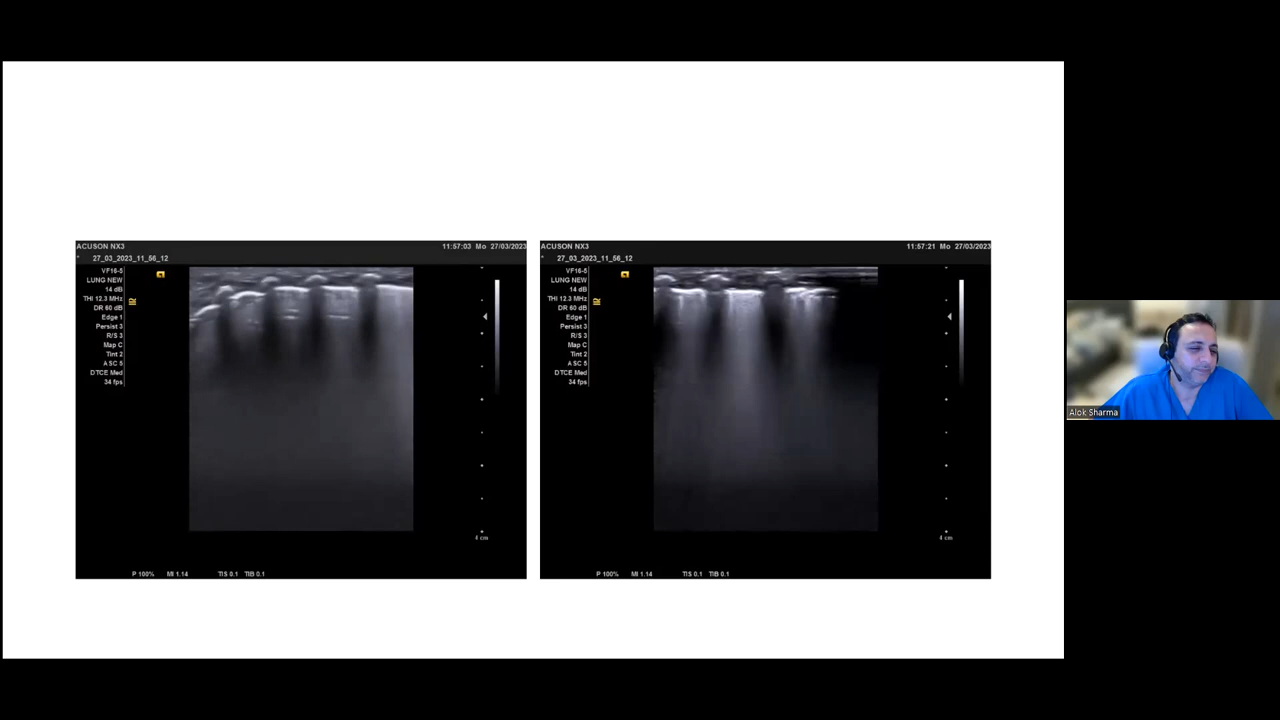 ACUSON NX3 11:57:03 Mo 27/03/2023
* 27_03_2023_11_56_12
VF16-5
LUNG NEW
14 dB
THI 12.3 MHz
DR 60 dB
Edge 1
Persist 3
R/S 3
Map C
Tint 2
ASC 5
DTCE Med
34 fps
4 cm
P 100% MI 1.14 TIS 0.1 TIB 0.1
ACUSON NX3 11:57:21 Mo 27/03/2023
* 27_03_2023_11_56_12
VF16-5
LUNG NEW
14 dB
THI 12.3 MHz
DR 60 dB
Edge 1
Persist 3
R/S 3
Map C
Tint 2
ASC 5
DTCE Med
34 fps
4 cm
P 100% MI 1.14 TIS 0.1 TIB 0.1
Alok Sharma